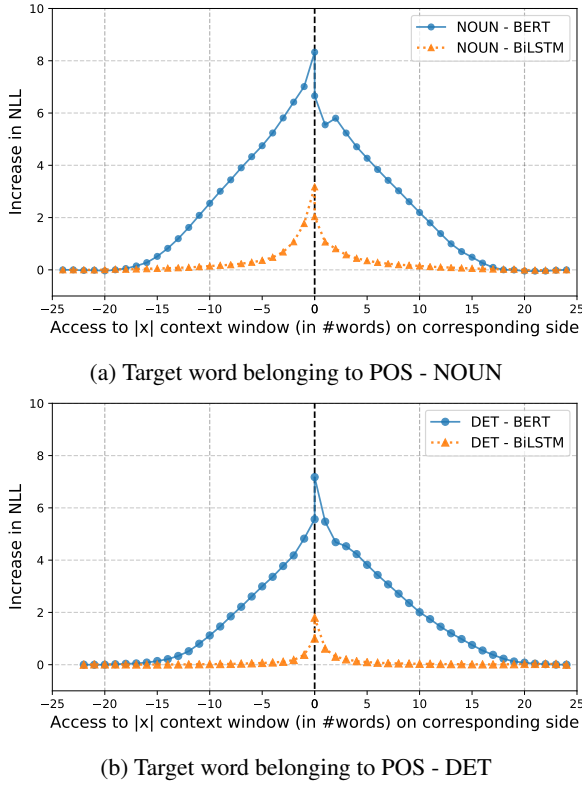 10
8
6
4
2
0
Increase in NLL
NOUN - BERT
NOUN - BiLSTM
−25 −20 −15 −10 −5 0 0 5 10 15 20 25
Access to |x| context window (in #words) on corresponding side
(a) Target word belonging to POS - NOUN
10
8
6
4
2
0
Increase in NLL
DET - BERT
DET - BiLSTM
−25 −20 −15 −10 −5 0 0 5 10 15 20 25
Access to |x| context window (in #words) on corresponding side
(b) Target word belonging to POS - DET